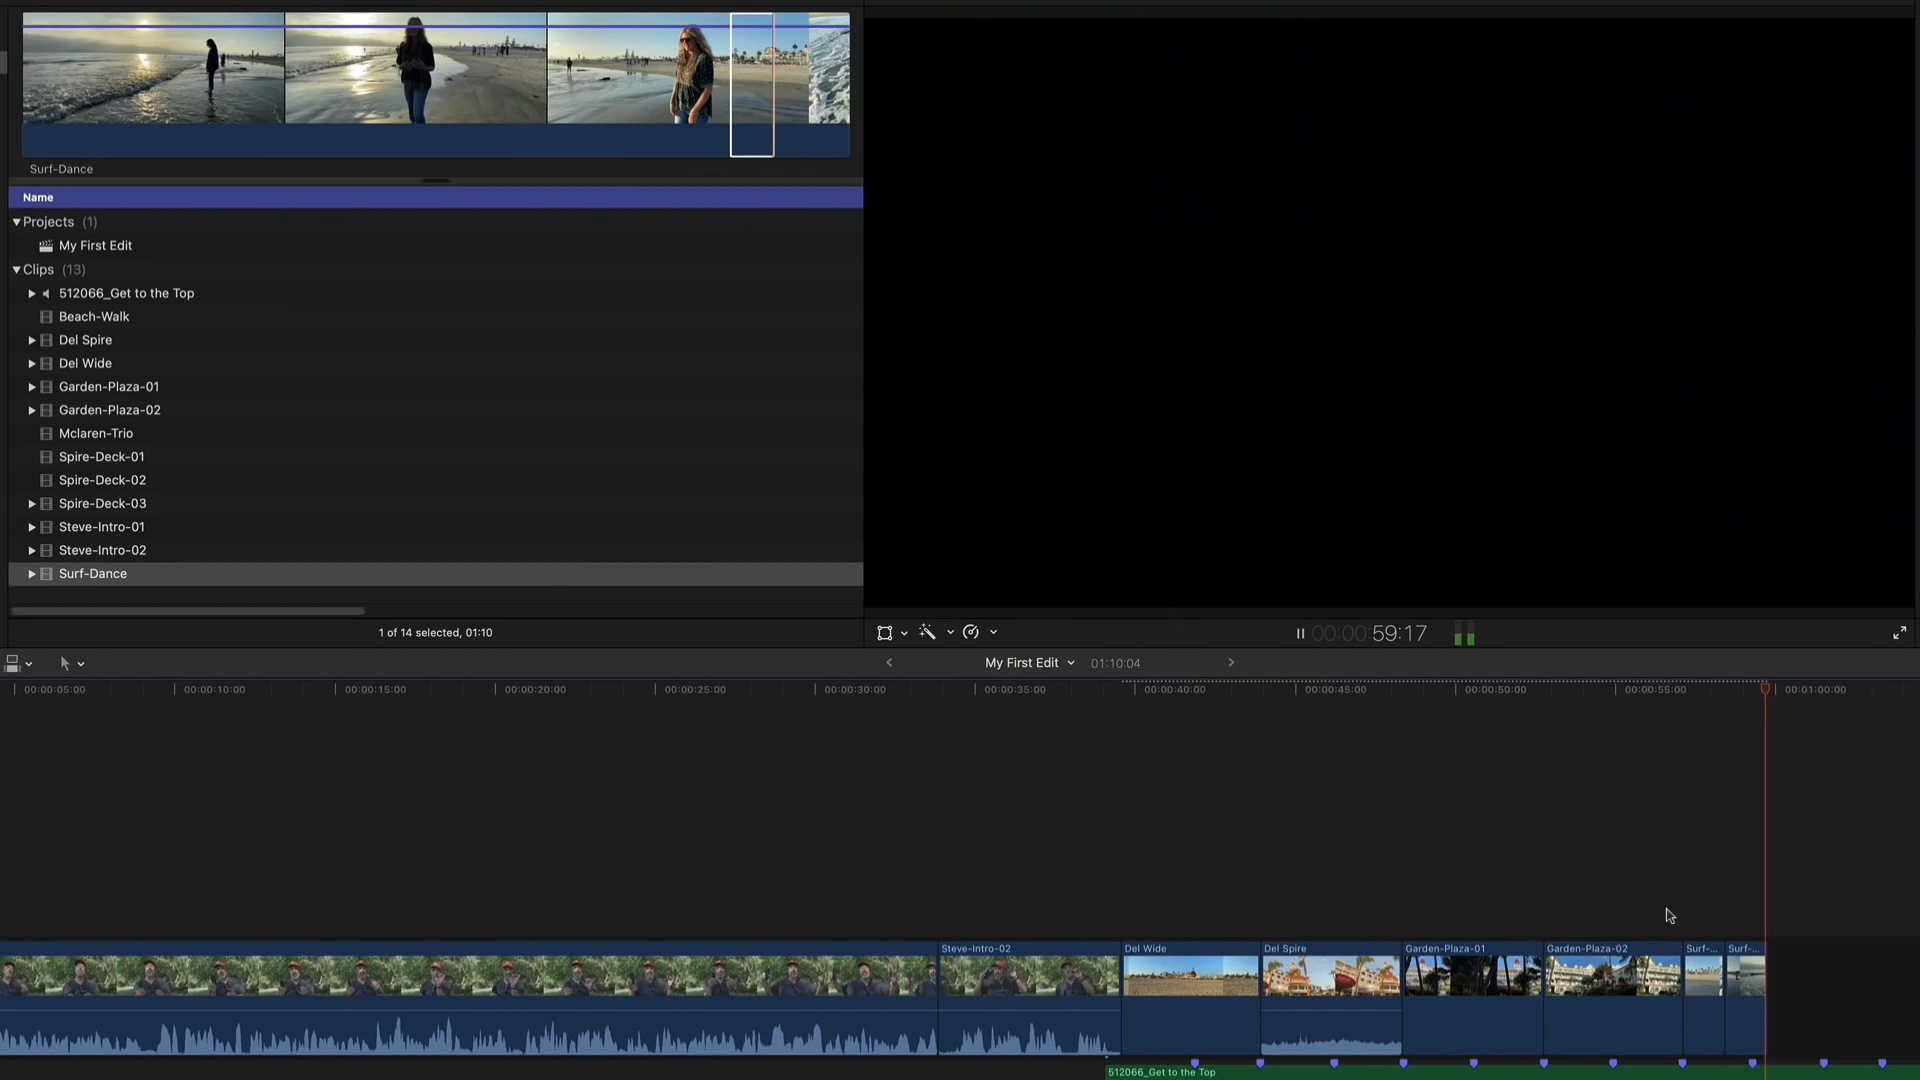 Surf-Dance
Name
Projects (1)
My First Edit
Clips (13)
512066_Get to the Top
Beach-Walk
Del Spire
Del Wide
Garden-Plaza-01
Garden-Plaza-02
Mclaren-Trio
Spire-Deck-01
Spire-Deck-02
Spire-Deck-03
Steve-Intro-01
Steve-Intro-02
Surf-Dance
1 of 14 selected, 01:10
00:00:59:17
My First Edit 01:10:04
00:00:05:00 00:00:10:00 00:00:15:00 00:00:20:00 00:00:25:00 00:00:30:00 00:00:35:00 00:00:40:00 00:00:45:00 00:00:50:00 00:00:55:00 00:01:00:00
Steve-Intro-02 Del Wide Del Spire Garden-Plaza-01 Garden-Plaza-02 Surf-... Surf-...
512066_Get to the Top